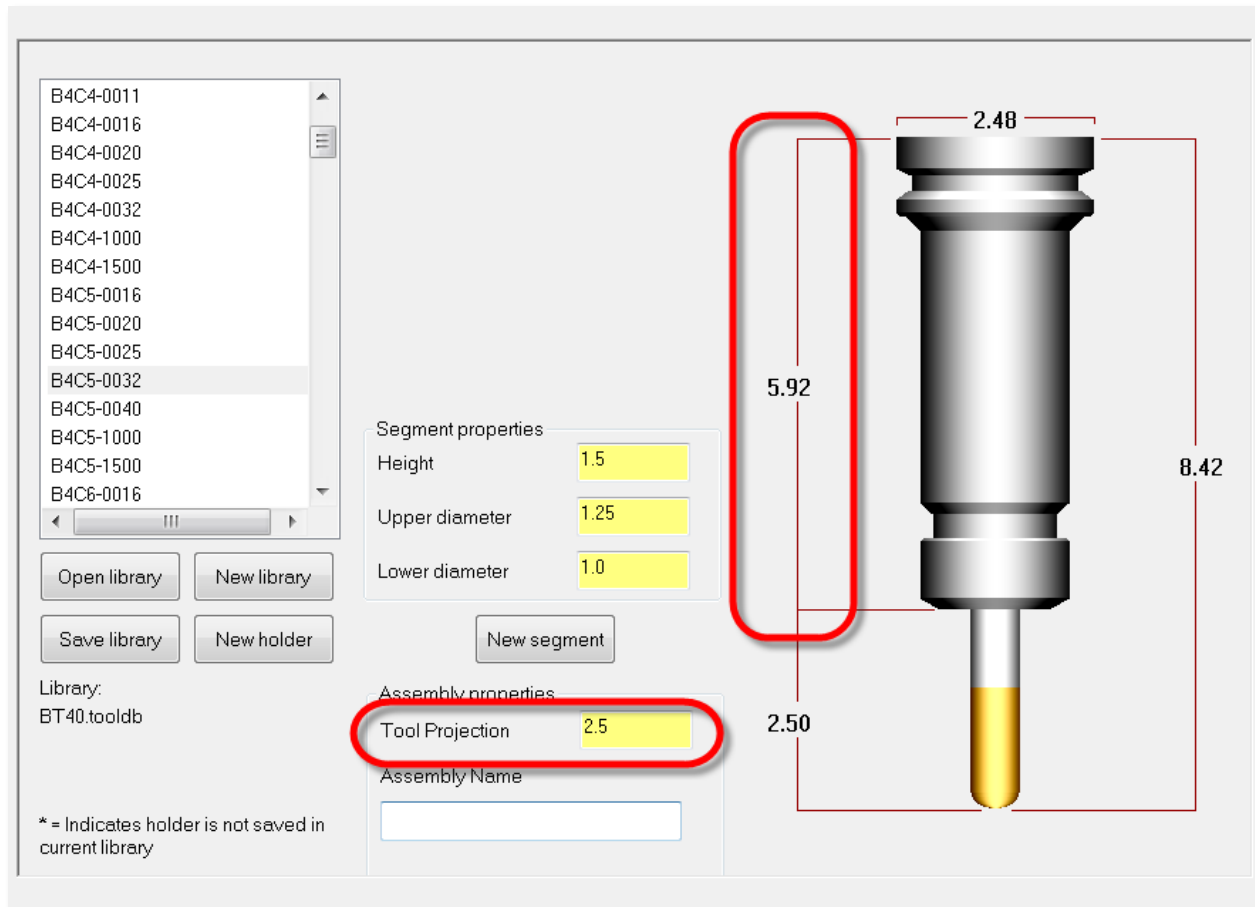 B4C4-0011
B4C4-0016
B4C4-0020
B4C4-0025
B4C4-0032
B4C4-1000
B4C4-1500
B4C5-0016
B4C5-0020
B4C5-0025
B4C5-0032
B4C5-0040
B4C5-1000
B4C5-1500
B4C6-0016
Open library
New library
Save library
New holder
Library:
BT40.tooldb
* = Indicates holder is not saved in
current library
Segment properties
Height 1.5
Upper diameter 1.25
Lower diameter 1.0
New segment
Assembly properties
Tool Projection 2.5
Assembly Name
2.48
5.92
8.42
2.50